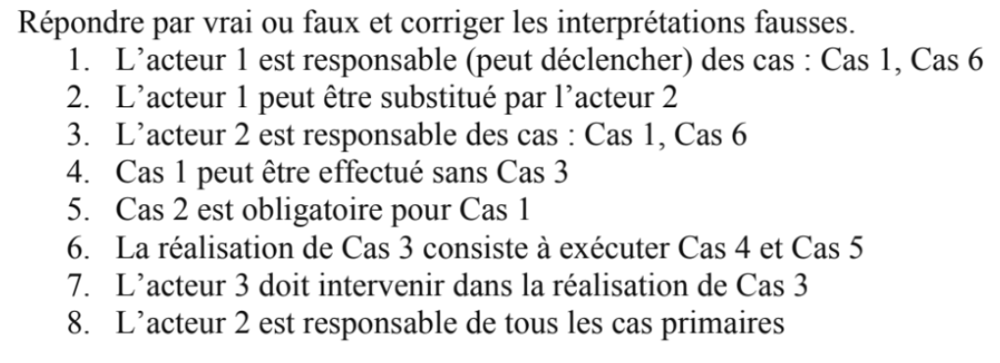 Répondre par vrai ou faux et corriger les interprétations fausses.
1. L’acteur 1 est responsable (peut déclencher) des cas : Cas 1, Cas 6
2. L’acteur 1 peut être substitué par l’acteur 2
3. L’acteur 2 est responsable des cas : Cas 1, Cas 6
4. Cas 1 peut être effectué sans Cas 3
5. Cas 2 est obligatoire pour Cas 1
6. La réalisation de Cas 3 consiste à exécuter Cas 4 et Cas 5
7. L’acteur 3 doit intervenir dans la réalisation de Cas 3
8. L’acteur 2 est responsable de tous les cas primaires